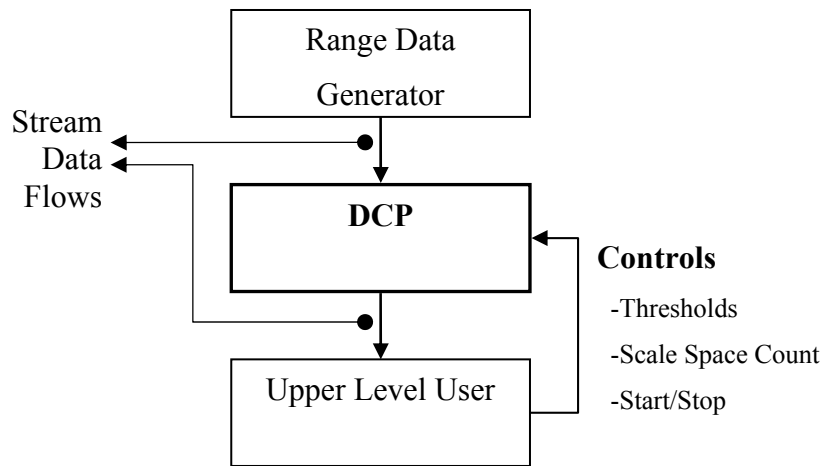 Range Data
Generator
Stream
Data
Flows
DCP
Controls
-Thresholds
-Scale Space Count
-Start/Stop
Upper Level User